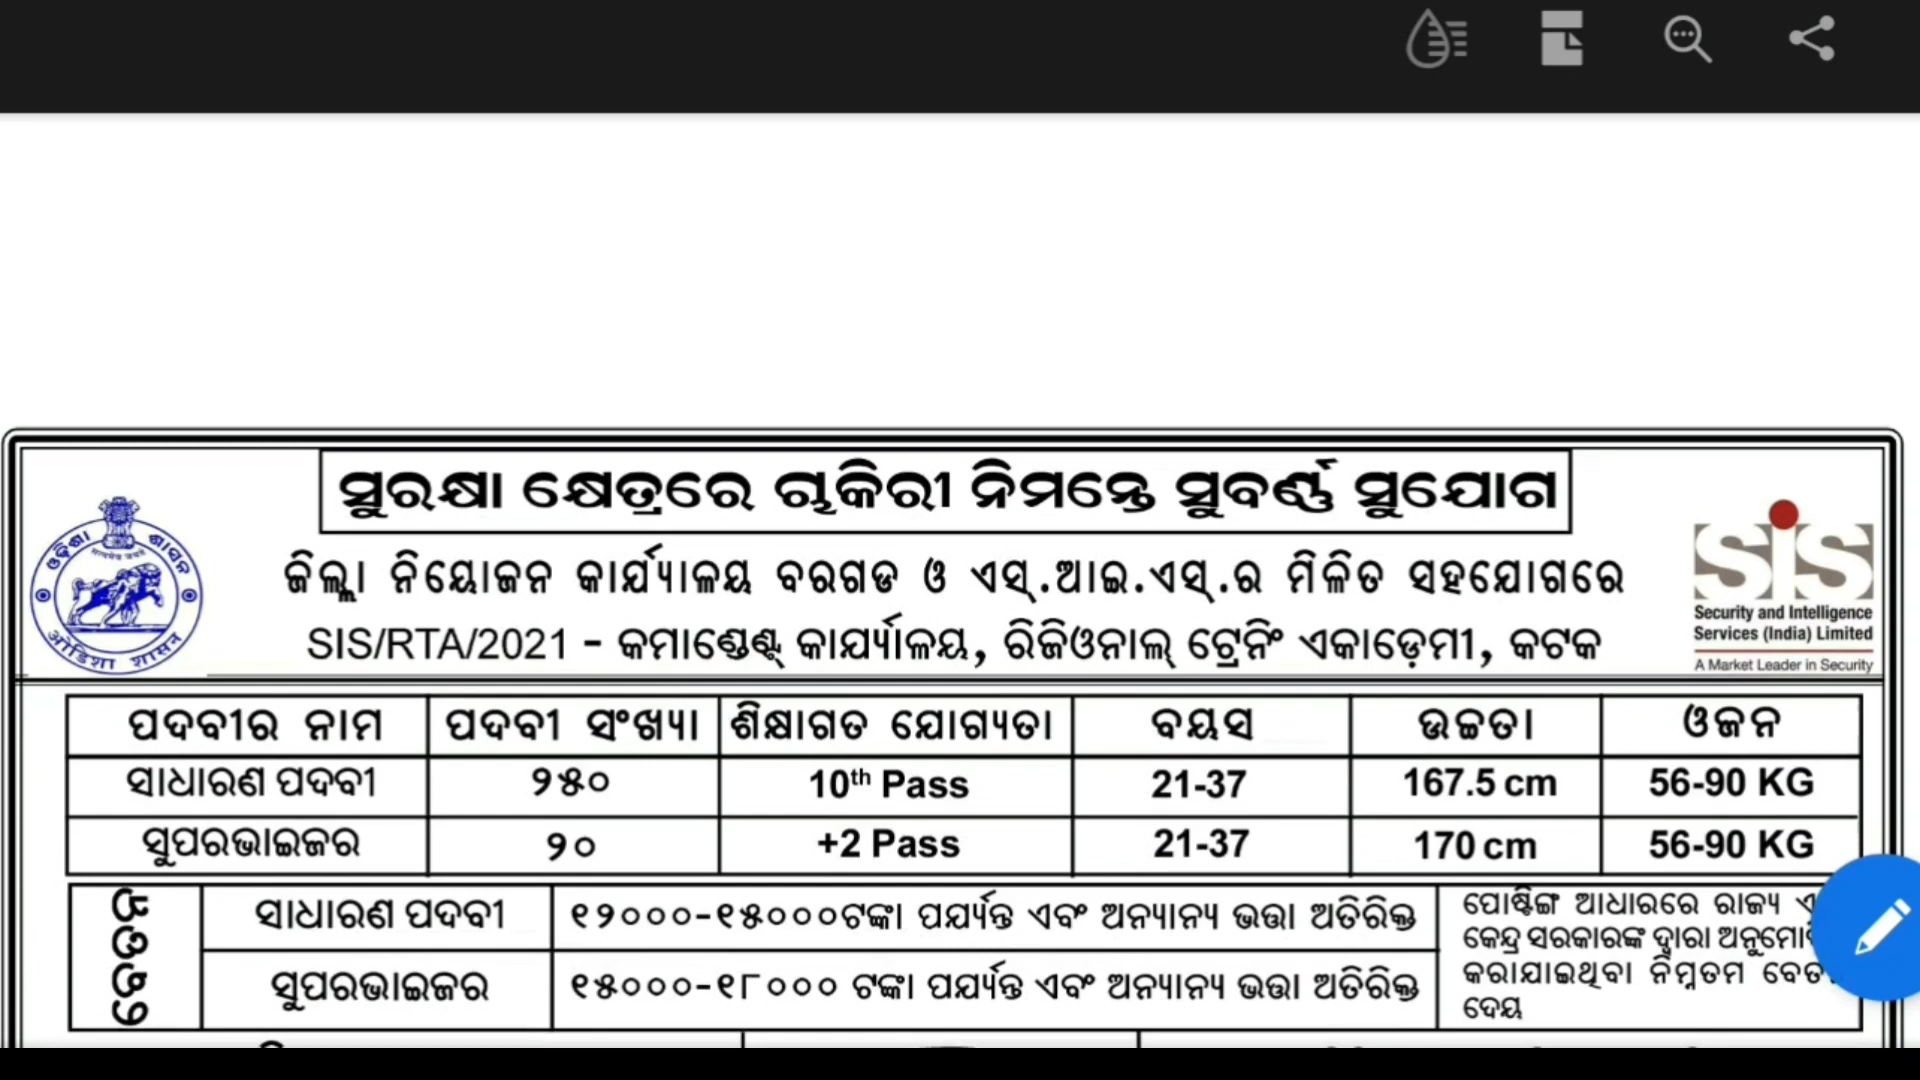 ସୁରକ୍ଷା କ୍ଷେତ୍ରରେ ଚାକିରୀ ନିମନ୍ତେ ସୁବର୍ଣ୍ଣ ସୁଯୋଗ
ଜିଲ୍ଲା ନିୟୋଜନ କାର୍ଯ୍ୟାଳୟ ବରଗଡ ଓ ଏସ୍.ଆଇ.ଏସ୍.ର ମିଳିତ ସହଯୋଗରେ
SIS/RTA/2021 - କମାଣ୍ଡେଣ୍ଟ୍ କାର୍ଯ୍ୟାଳୟ, ରିଜିଓନାଲ୍ ଟ୍ରେନିଂ ଏକାଡ଼େମୀ, କଟକ
ଓଡ଼ିଶା ଶାସନ
ओडिशा शासन
SiS
Security and Intelligence
Services (India) Limited
A Market Leader in Security
ପଦବୀର ନାମ ପଦବୀ ସଂଖ୍ୟା ଶିକ୍ଷାଗତ ଯୋଗ୍ୟତା ବୟସ ଉଚ୍ଚତା ଓଜନ
ସାଧାରଣ ପଦବୀ ୨୫୦ 10th Pass 21-37 167.5 cm 56-90 KG
ସୁପରଭାଇଜର ୨୦ +2 Pass 21-37 170 cm 56-90 KG
ସାଧାରଣ ପଦବୀ ୧୨୦୦୦-୧୫୦୦୦ଟଙ୍କା ପର୍ଯ୍ୟନ୍ତ ଏବଂ ଅନ୍ୟାନ୍ୟ ଭତ୍ତା ଅତିରିକ୍ତ
ସୁପରଭାଇଜର ୧୫୦୦୦-୧୮୦୦୦ ଟଙ୍କା ପର୍ଯ୍ୟନ୍ତ ଏବଂ ଅନ୍ୟାନ୍ୟ ଭତ୍ତା ଅତିରିକ୍ତ
ପୋଷ୍ଟିଙ୍ଗ ଆଧାରରେ ରାଜ୍ୟ
କେନ୍ଦ୍ର ସରକାରଙ୍କ ଦ୍ୱାରା
କରାଯାଇଥିବା ନିମ୍ନତମ
ଦେୟ